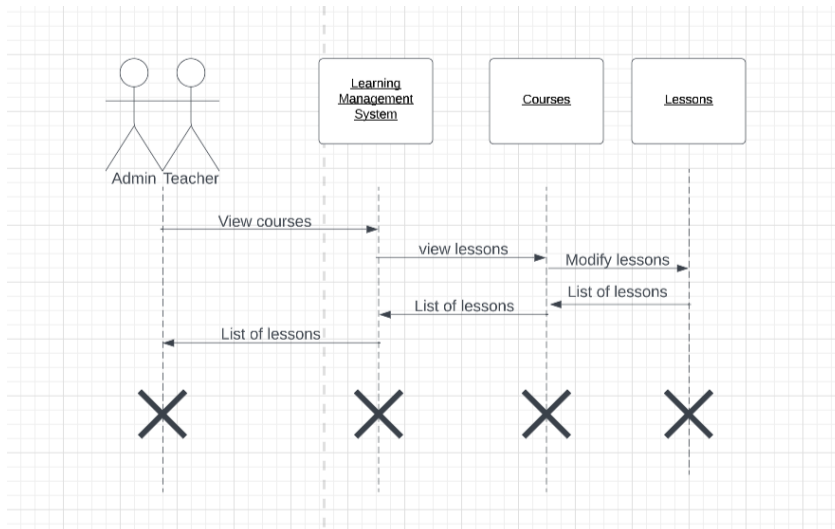 Learning
Management
System
Courses
Lessons
Admin Teacher
View courses
view lessons
Modify lessons
List of lessons
List of lessons
List of lessons